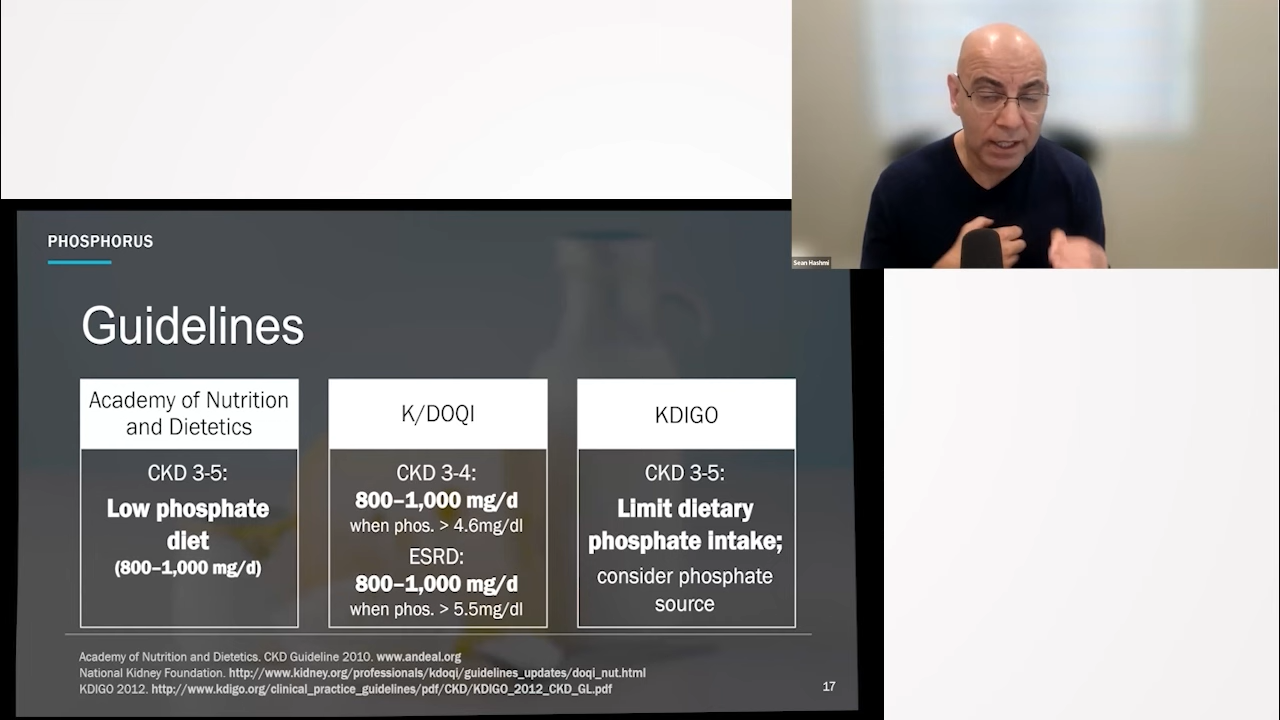 Sean Hashmi
PHOSPHORUS
Guidelines
Academy of Nutrition
and Dietetics
CKD 3-5:
Low phosphate
diet
(800–1,000 mg/d)
K/DOQI
CKD 3-4:
800–1,000 mg/d
when phos. > 4.6mg/dl
ESRD:
800–1,000 mg/d
when phos. > 5.5mg/dl
KDIGO
CKD 3-5:
Limit dietary
phosphate intake;
consider phosphate
source
Academy of Nutrition and Dietetics. CKD Guideline 2010. www.andeal.org
National Kidney Foundation. http://www.kidney.org/professionals/kdoqi/guidelines_updates/doqi_nut.html
KDIGO 2012. http://www.kdigo.org/clinical_practice_guidelines/pdf/CKD/KDIGO_2012_CKD_GL.pdf
17